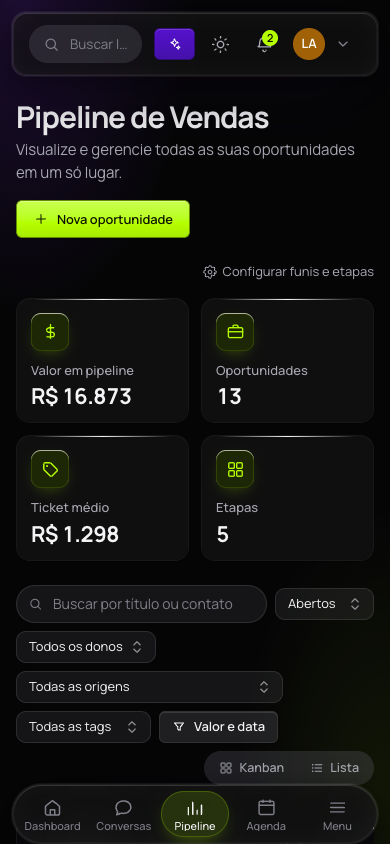 Buscar l...
2
LA
Pipeline de Vendas
Visualize e gerencie todas as suas oportunidades
em um só lugar.
Nova oportunidade
Configurar funis e etapas
Valor em pipeline
R$ 16.873
Oportunidades
13
Ticket médio
R$ 1.298
Etapas
5
Buscar por título ou contato
Abertos
Todos os donos
Todas as origens
Todas as tags
Valor e data
Kanban
Lista
Dashboard
Conversas
Pipeline
Agenda
Menu